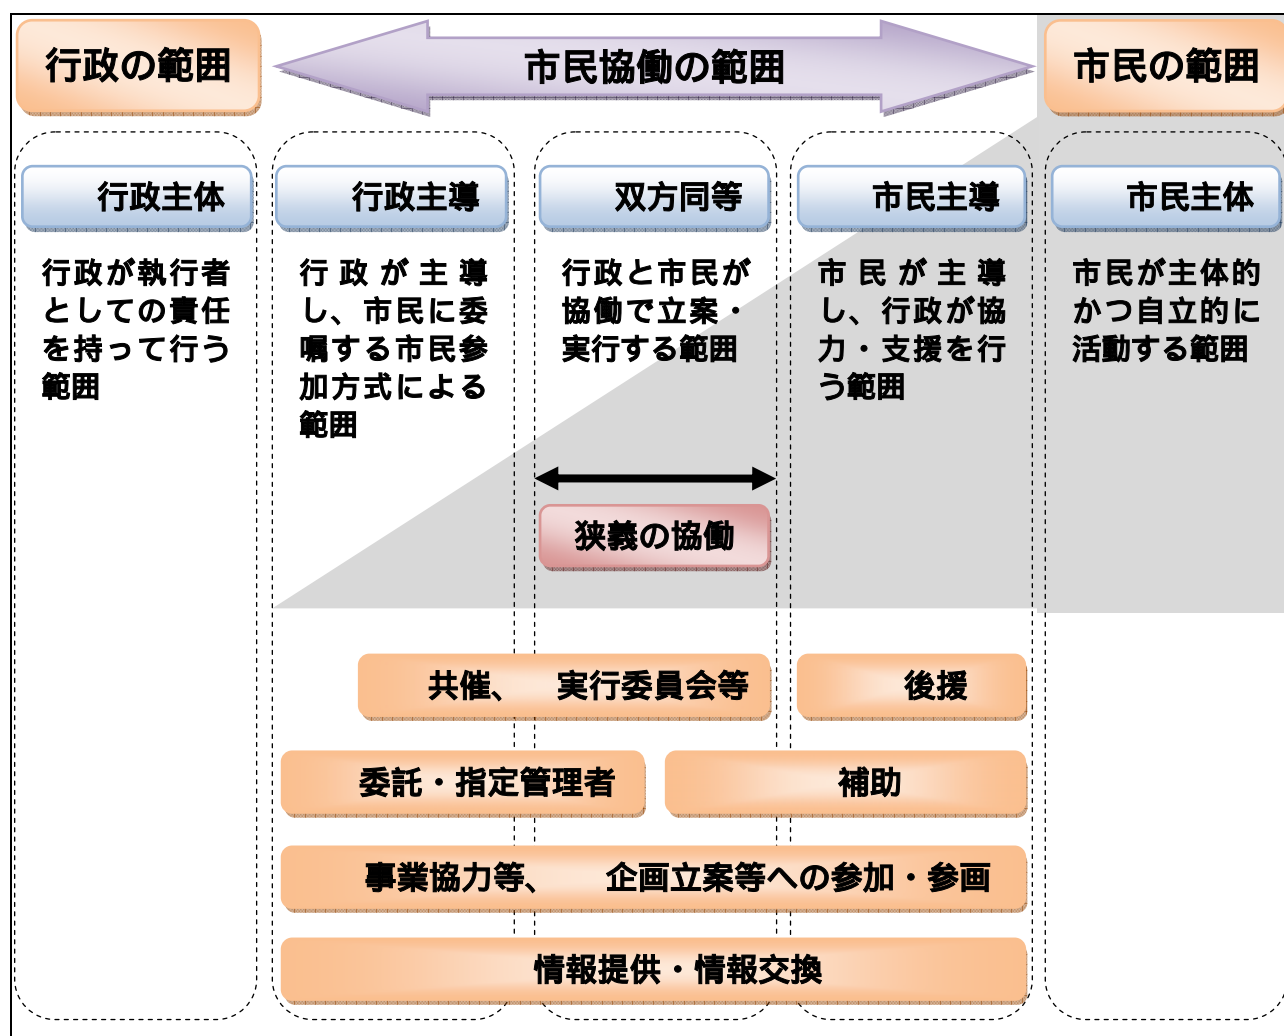 行政の範囲
市民協働の範囲
市民の範囲
行政主体
行政主導
双方同等
市民主導
市民主体
行政が執行者
としての責任
を持って行う
範囲
行政が主導
し、市民に委
嘱する市民参
加方式による
範囲
行政と市民が
協働で立案・
実行する範囲
市民が主導
し、行政が協
力・支援を行
う範囲
市民が主体的
かつ自立的に
活動する範囲
狭義の協働
共催、 実行委員会等
後援
委託・指定管理者
補助
事業協力等、 企画立案等への参加・参画
情報提供・情報交換